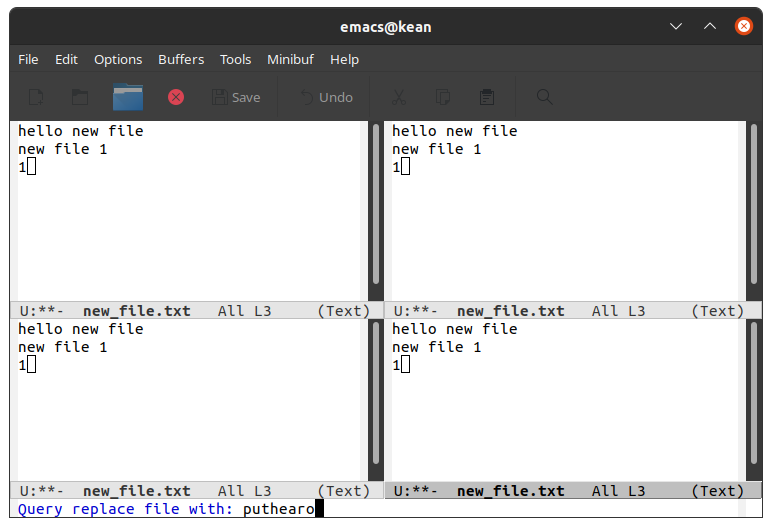 emacs@kean
File Edit Options Buffers Tools Minibuf Help
Save Undo
hello new file
new file 1
1
U:**- new_file.txt All L3 (Text)
hello new file
new file 1
1
U:**- new_file.txt All L3 (Text)
hello new file
new file 1
1
U:**- new_file.txt All L3 (Text)
hello new file
new file 1
1
U:**- new_file.txt All L3 (Text)
Query replace file with: puthearo